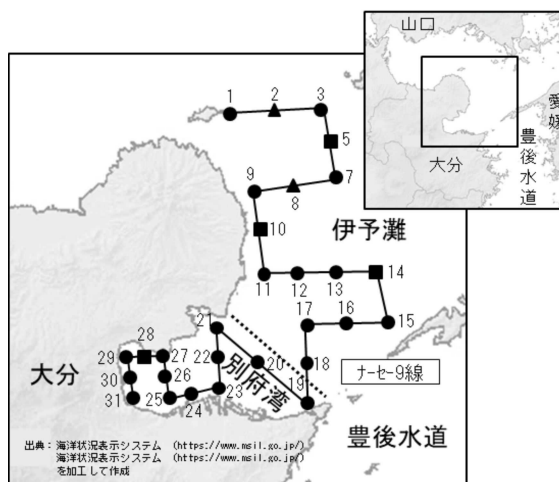 山口
愛媛
大分
豊後水道
1
2
3
5
7
9
8
10
伊予灘
11
12
13
14
17
16
15
21
28
29
27
22
20
別府湾
18
大分
30
26
19
ナーセー9線
31
25
24
23
豊後水道
出典：海洋状況表示システム （https://www.msil.go.jp/）
海洋状況表示システム （https://www.msil.go.jp/）
を加工して作成